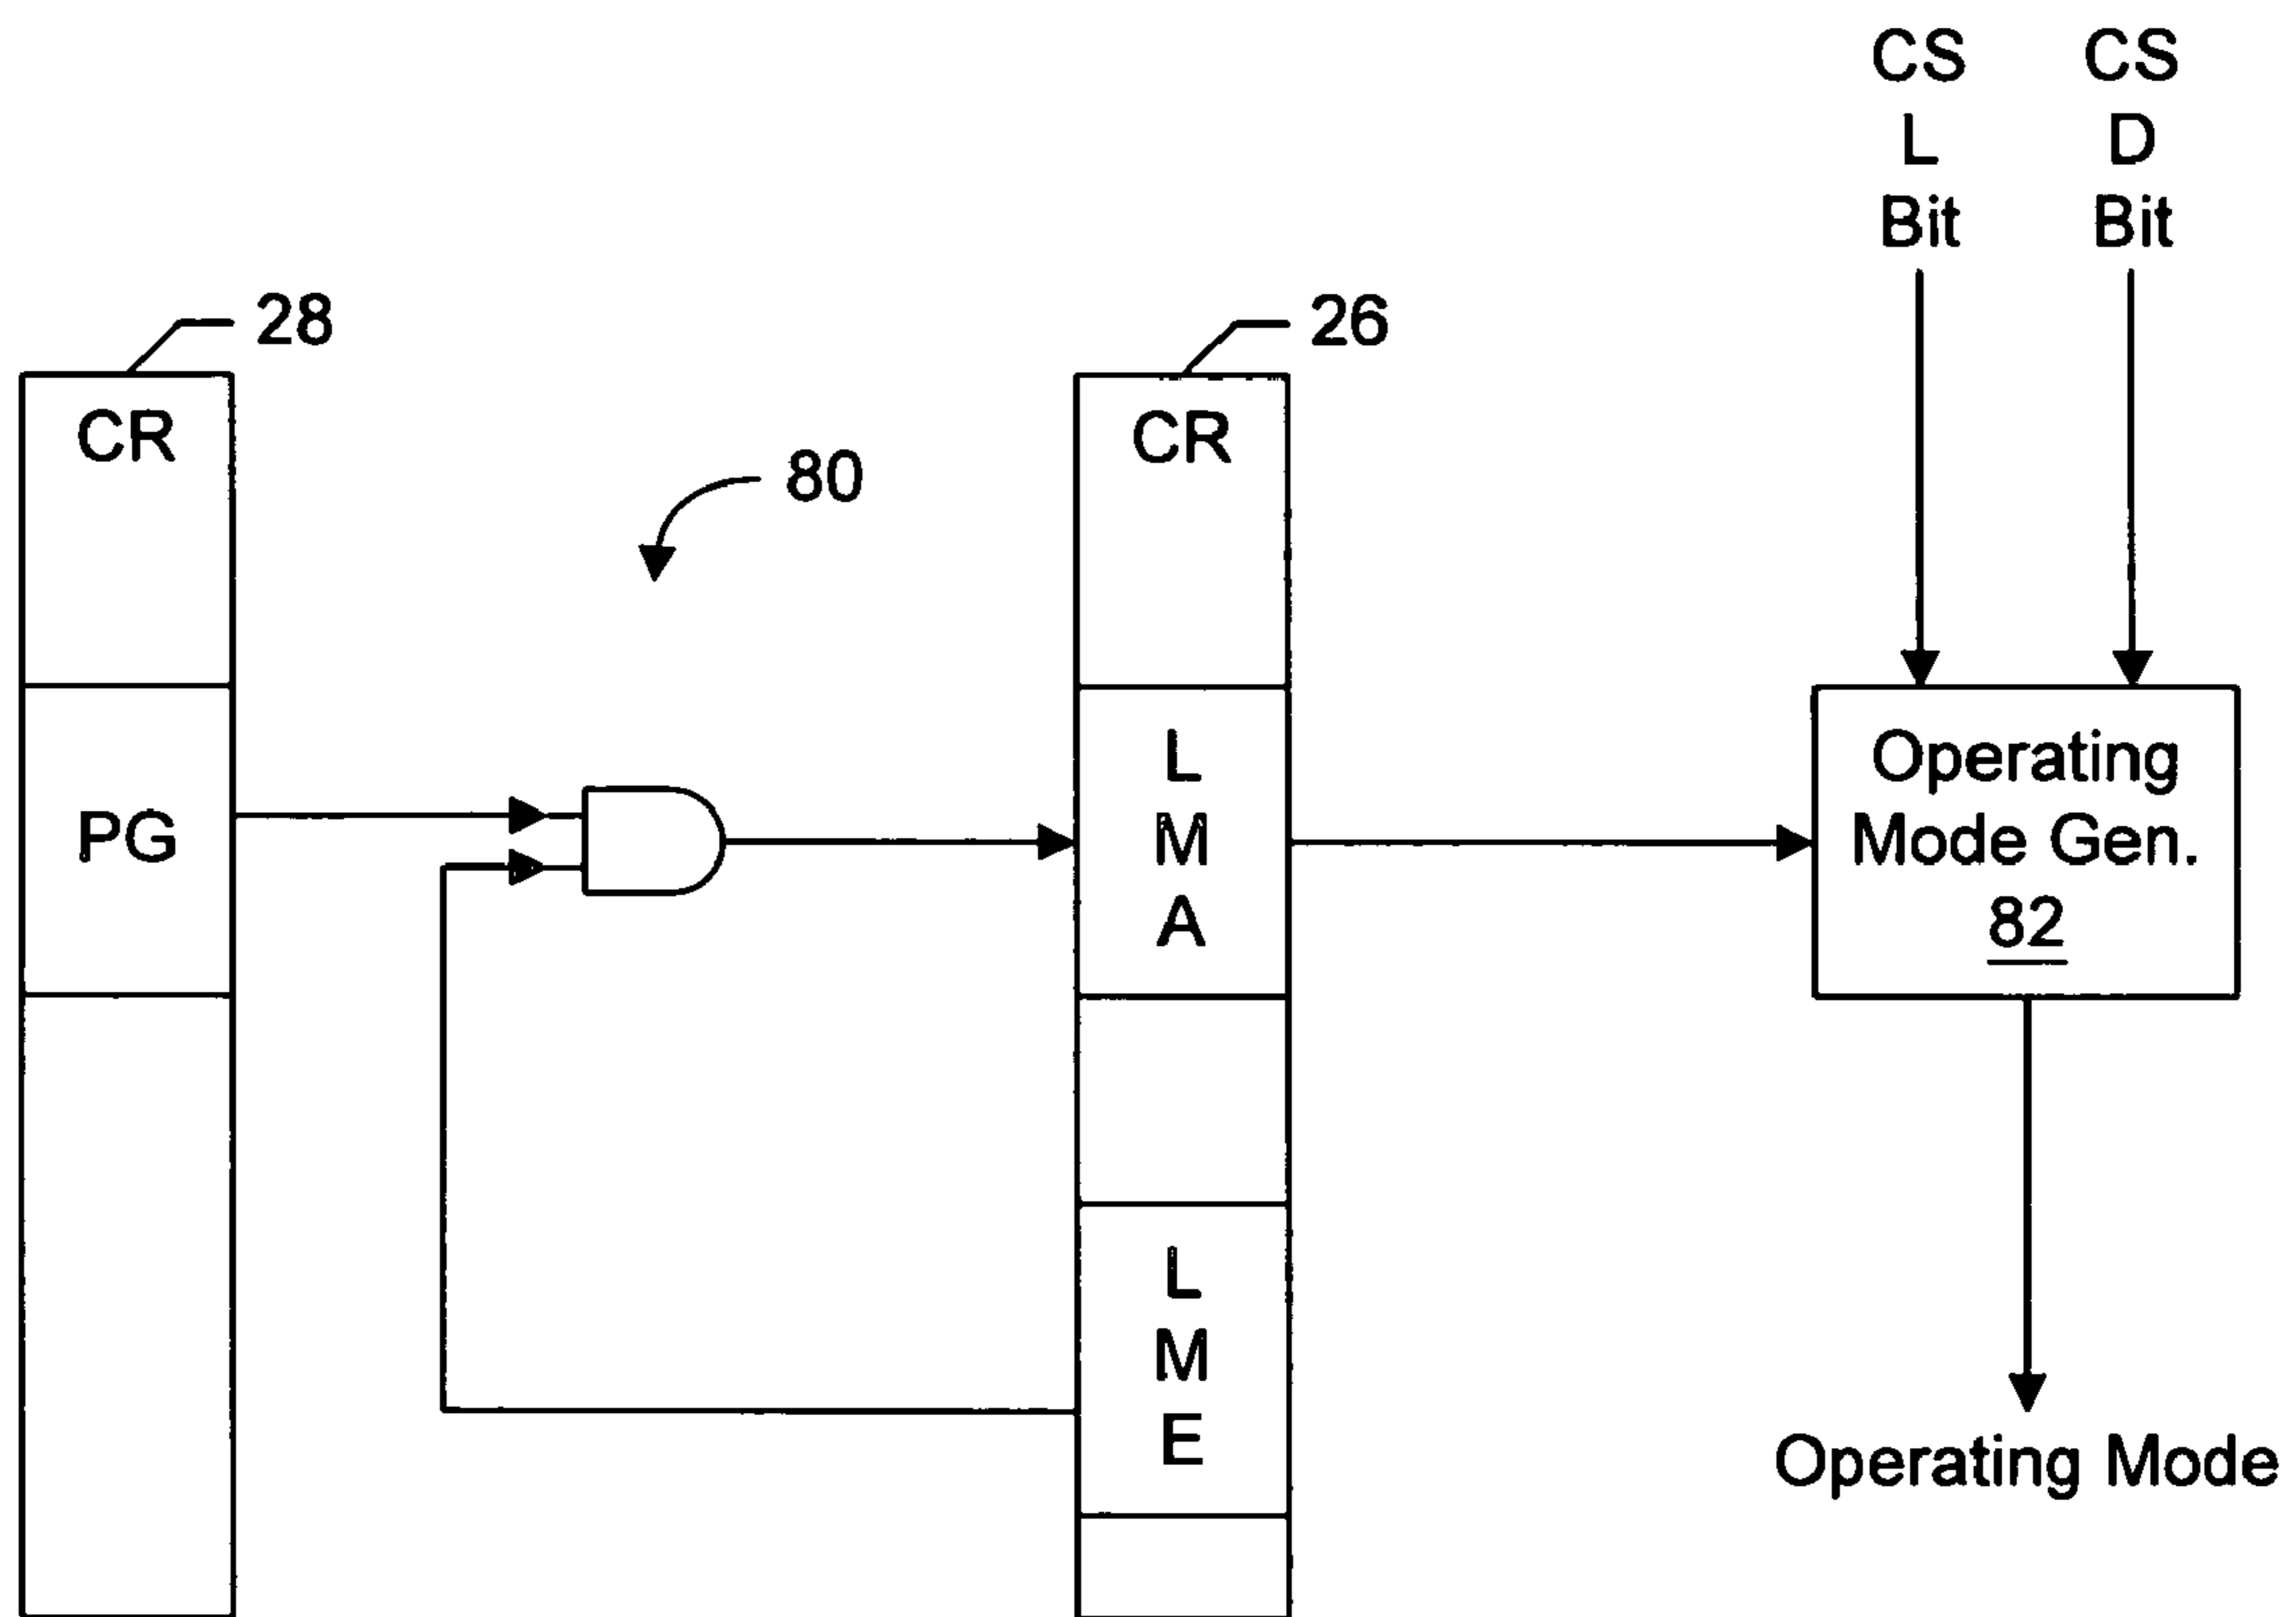 CS
L
Bit
CS
D
Bit
28
26
CR
CR
80
PG
L
M
A
Operating
Mode Gen.
82
L
M
E
Operating Mode